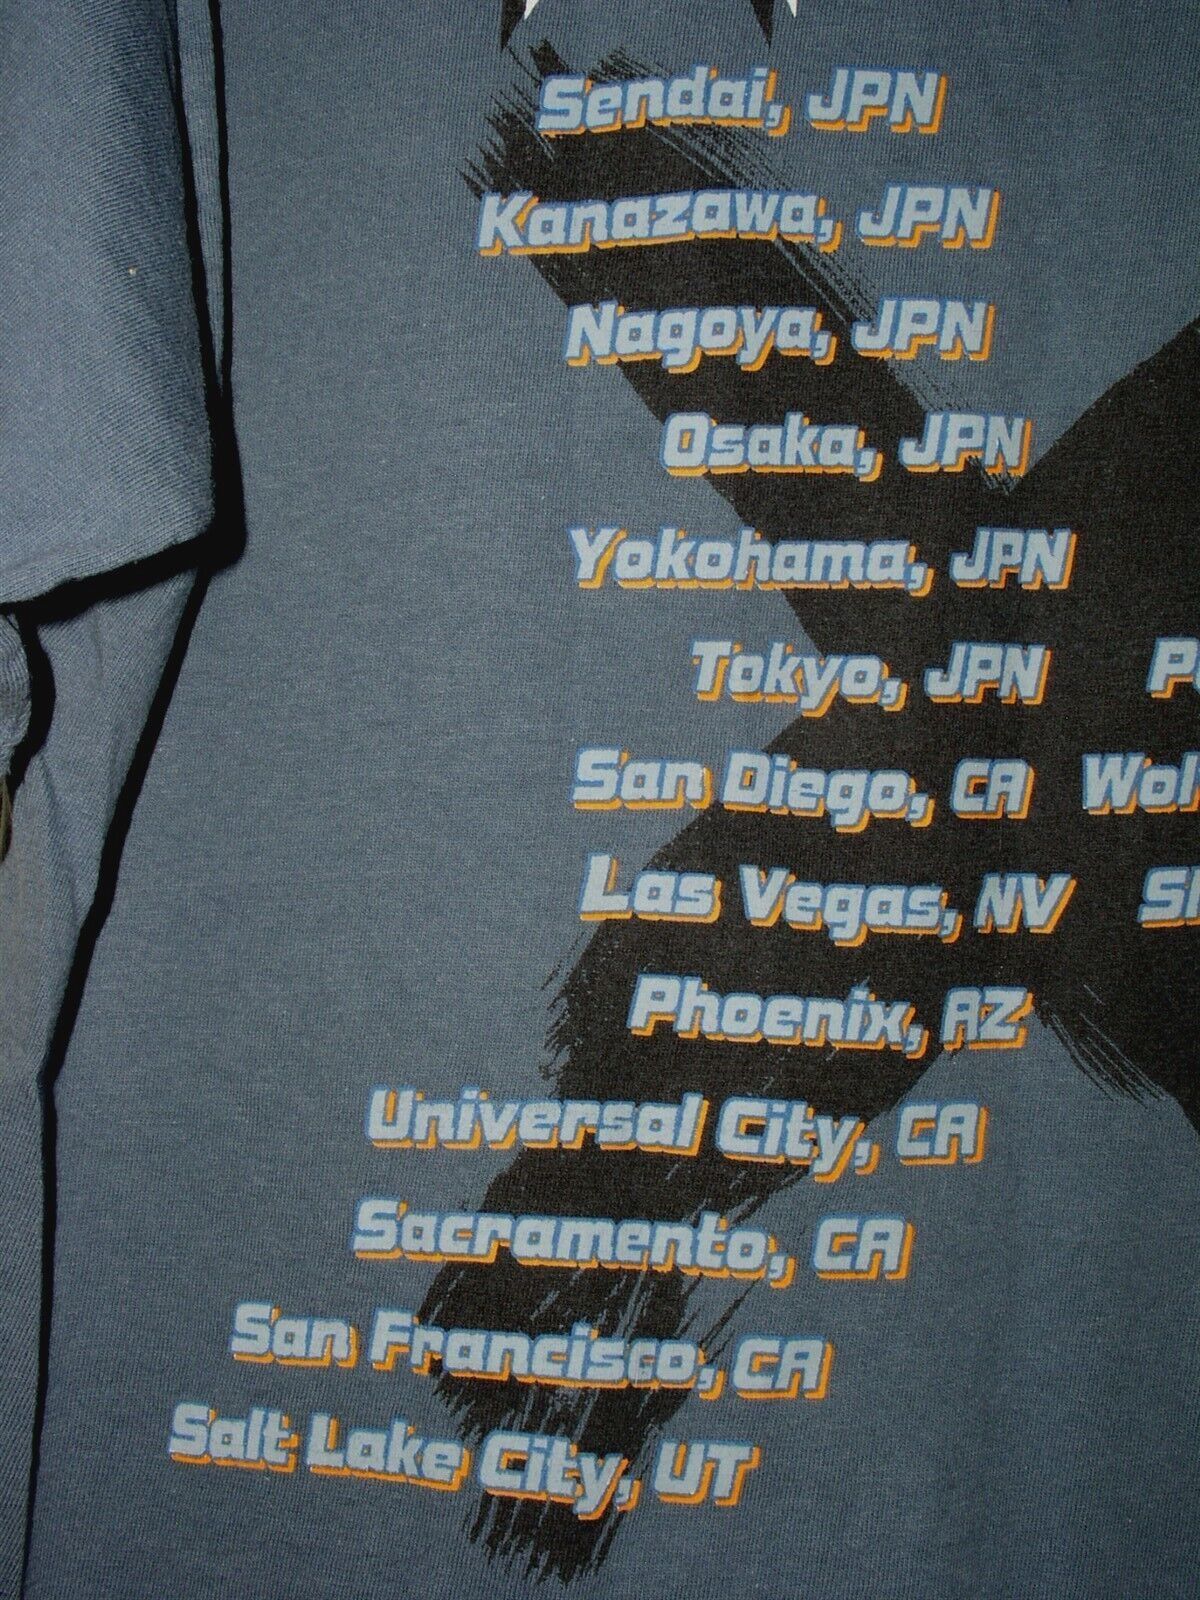 Sendai, JPN
Kanazawa, JPN
Nagoya, JPN
Osaka, JPN
Yokohama, JPN
Tokyo, JPN
San Diego, CA
Las Vegas, NV
Phoenix, AZ
Universal City, CA
Sacramento, CA
San Francisco, CA
Salt Lake City, UT